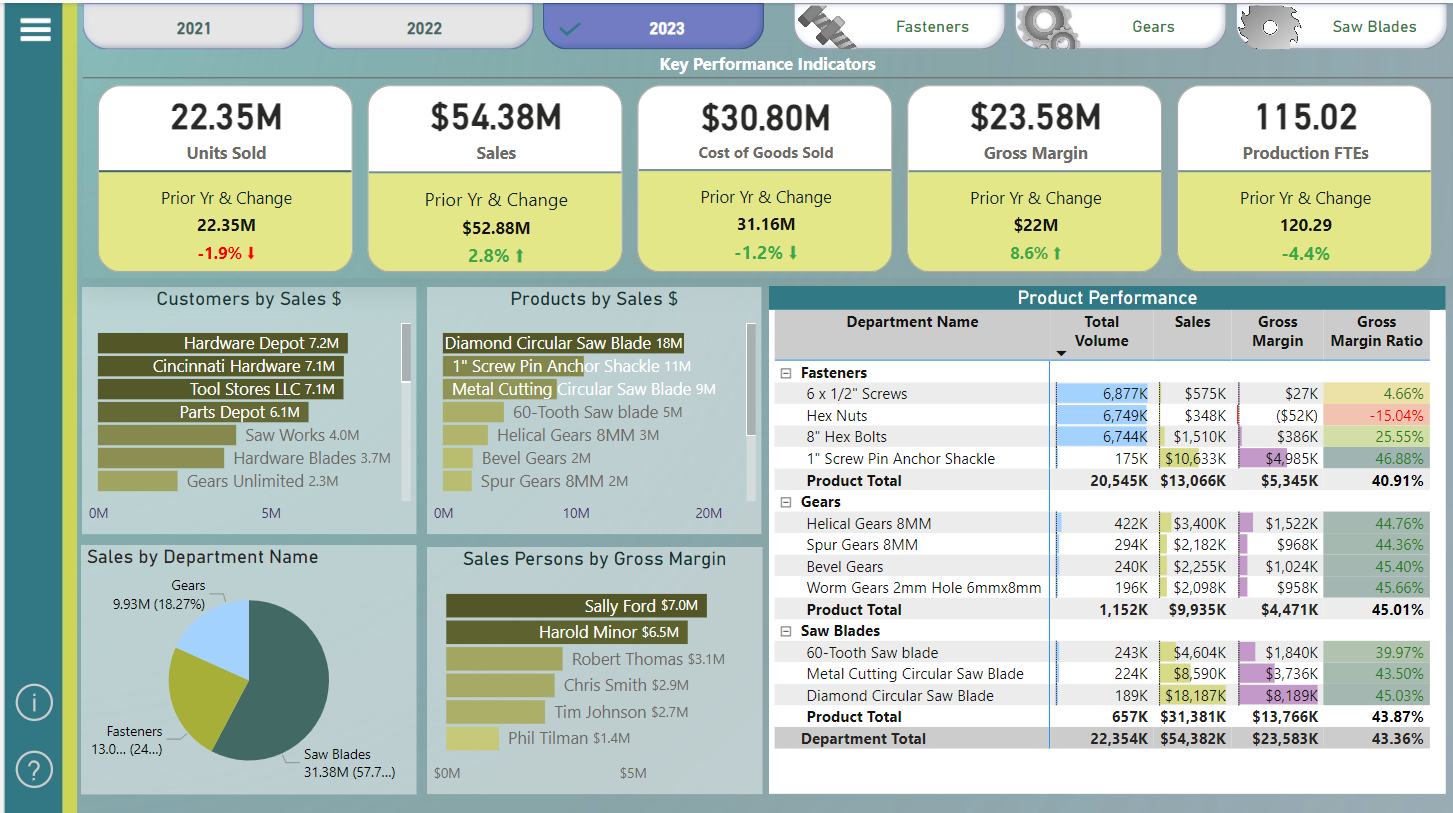 2021
2022
2023
Fasteners
Gears
Saw Blades
Key Performance Indicators
22.35M
Units Sold
Prior Yr & Change
22.35M
-1.9% ⬇
$54.38M
Sales
Prior Yr & Change
$52.88M
2.8% ⬆
$30.80M
Cost of Goods Sold
Prior Yr & Change
31.16M
-1.2% ⬇
$23.58M
Gross Margin
Prior Yr & Change
$22M
8.6% ⬆
115.02
Production FTEs
Prior Yr & Change
120.29
-4.4%
Customers by Sales $
Hardware Depot 7.2M
Cincinnati Hardware 7.1M
Tool Stores LLC 7.1M
Parts Depot 6.1M
Saw Works 4.0M
Hardware Blades 3.7M
Gears Unlimited 2.3M
0M 5M
Products by Sales $
Diamond Circular Saw Blade 18M
1" Screw Pin Anchor Shackle 11M
Metal Cutting Circular Saw Blade 9M
60-Tooth Saw blade 5M
Helical Gears 8MM 3M
Bevel Gears 2M
Spur Gears 8MM 2M
0M 10M 20M
Sales by Department Name
Gears
9.93M (18.27%)
Fasteners
13.0... (24...)
Saw Blades
31.38M (57.7...)
Sales Persons by Gross Margin
Sally Ford $7.0M
Harold Minor $6.5M
Robert Thomas $3.1M
Chris Smith $2.9M
Tim Johnson $2.7M
Phil Tilman $1.4M
$0M $5M
Product Performance
Department Name Total Volume Sales Gross Margin Gross Margin Ratio
Fasteners
6 x 1/2" Screws 6,877K $575K $27K 4.66%
Hex Nuts 6,749K $348K ($52K) -15.04%
8" Hex Bolts 6,744K $1,510K $386K 25.55%
1" Screw Pin Anchor Shackle 175K $10,633K $4,985K 46.88%
Product Total 20,545K $13,066K $5,345K 40.91%
Gears
Helical Gears 8MM 422K $3,400K $1,522K 44.76%
Spur Gears 8MM 294K $2,182K $968K 44.36%
Bevel Gears 240K $2,255K $1,024K 45.40%
Worm Gears 2mm Hole 6mmx8mm 196K $2,098K $958K 45.66%
Product Total 1,152K $9,935K $4,471K 45.01%
Saw Blades
60-Tooth Saw blade 243K $4,604K $1,840K 39.97%
Metal Cutting Circular Saw Blade 224K $8,590K $3,736K 43.50%
Diamond Circular Saw Blade 189K $18,187K $8,189K 45.03%
Product Total 657K $31,381K $13,766K 43.87%
Department Total 22,354K $54,382K $23,583K 43.36%
i
?